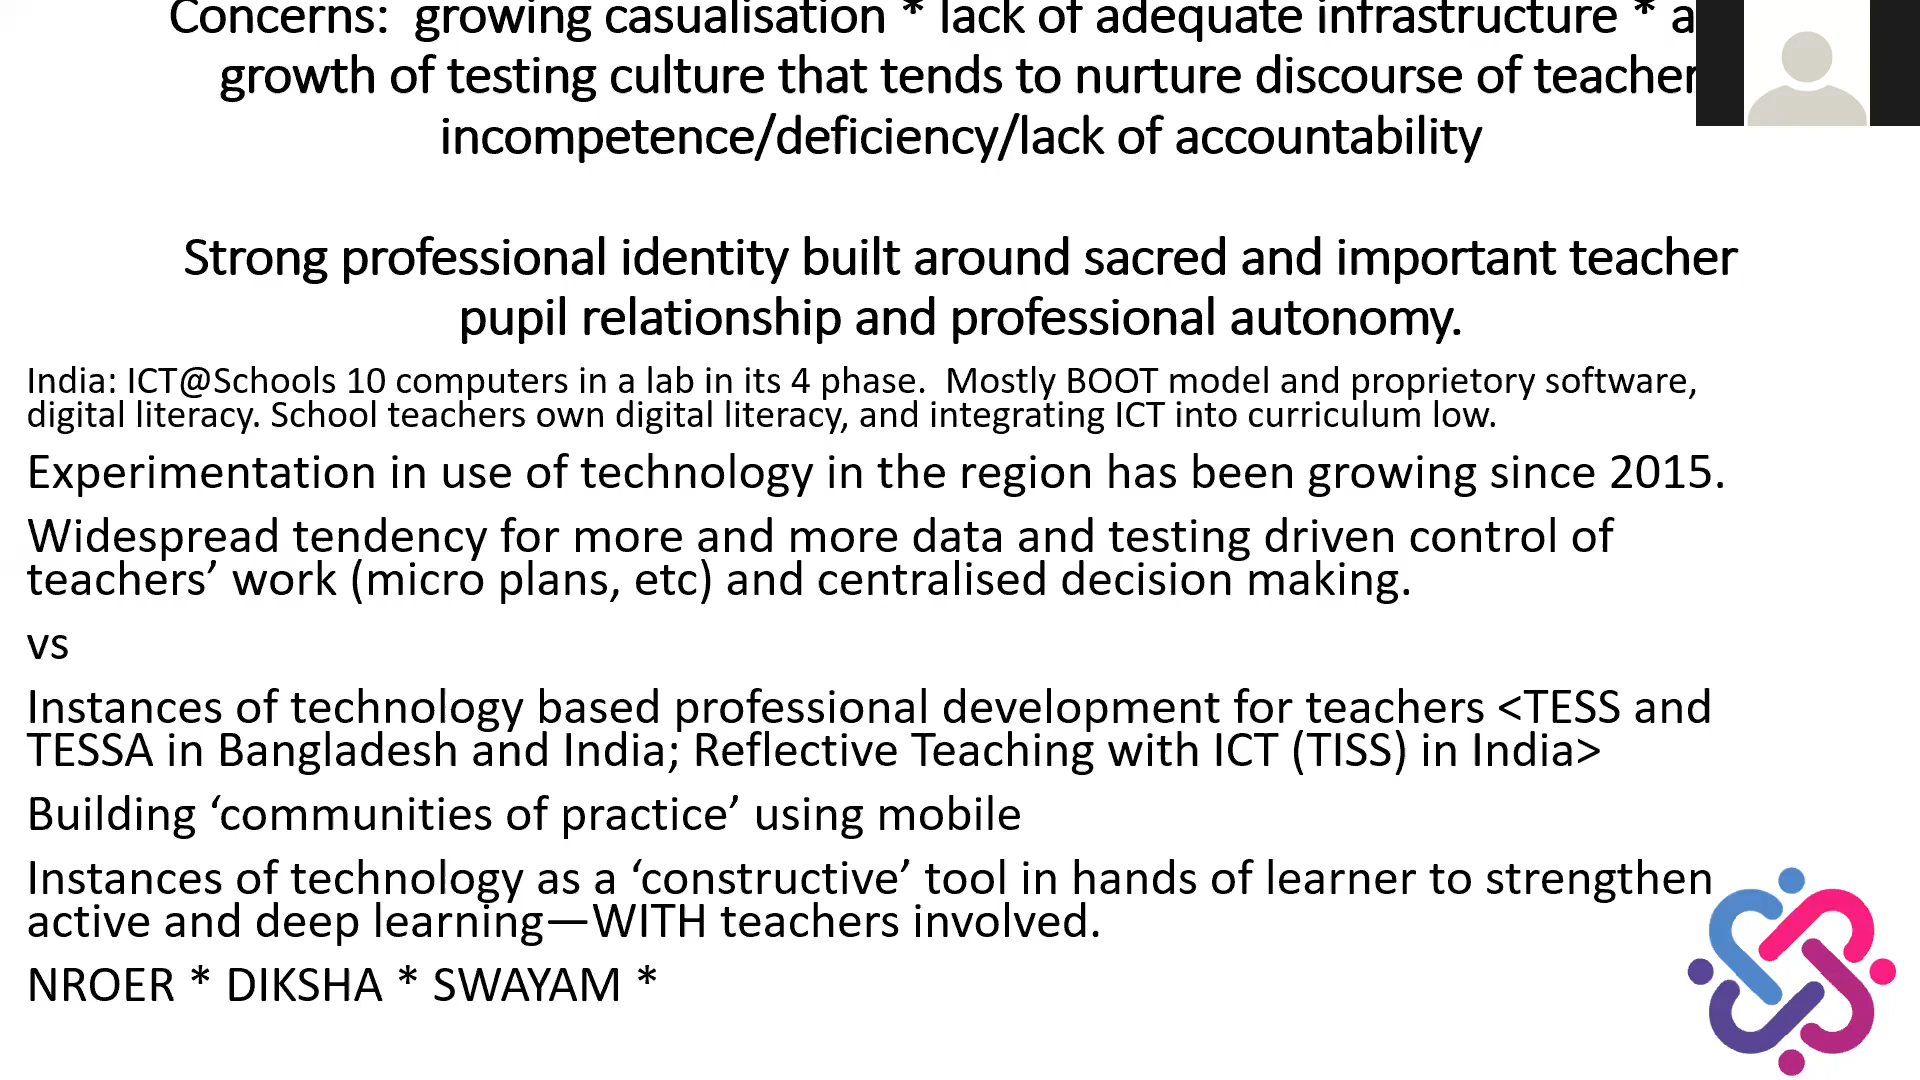 Concerns: growing casualisation * lack of adequate infrastructure * a
growth of testing culture that tends to nurture discourse of teacher
incompetence/deficiency/lack of accountability
Strong professional identity built around sacred and important teacher
pupil relationship and professional autonomy.
India: ICT@Schools 10 computers in a lab in its 4 phase. Mostly BOOT model and proprietory software,
digital literacy. School teachers own digital literacy, and integrating ICT into curriculum low.
Experimentation in use of technology in the region has been growing since 2015.
Widespread tendency for more and more data and testing driven control of
teachers’ work (micro plans, etc) and centralised decision making.
vs
Instances of technology based professional development for teachers <TESS and
TESSA in Bangladesh and India; Reflective Teaching with ICT (TISS) in India>
Building ‘communities of practice’ using mobile
Instances of technology as a ‘constructive’ tool in hands of learner to strengthen
active and deep learning—WITH teachers involved.
NROER * DIKSHA * SWAYAM *